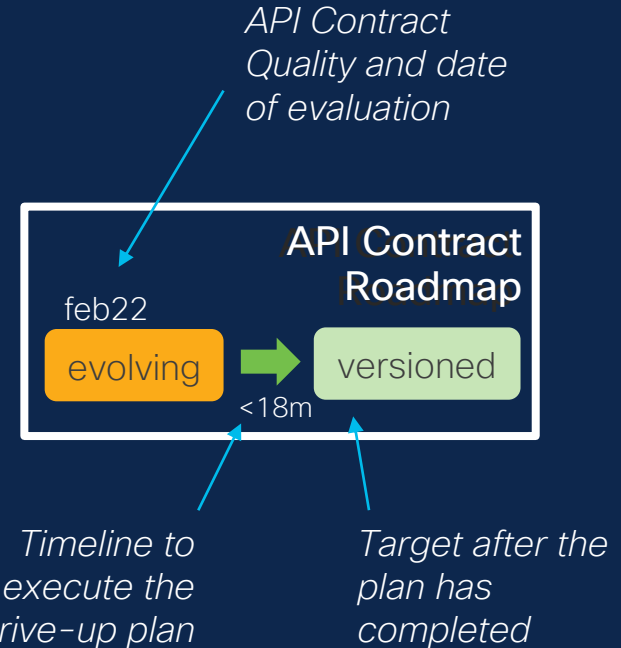 API Contract
Quality and date
of evaluation
API Contract
Roadmap
feb22
evolving
versioned
<18m
Timeline to
execute the
rive-up plan
Target after the
plan has
completed